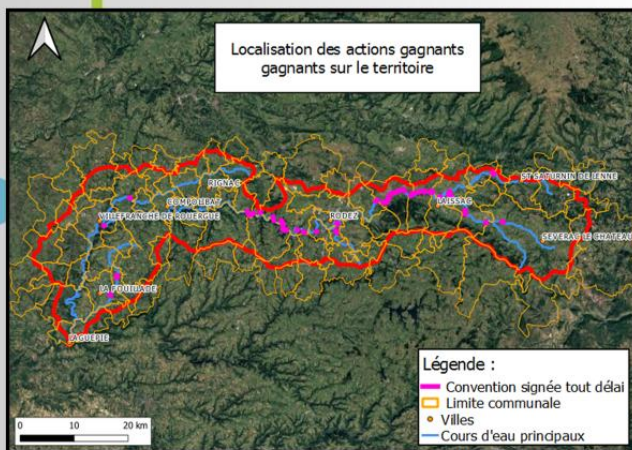 Localisation des actions gagnants
gagnants sur le territoire
ST SATURNIN DE LENNE
RIGNAC
COMPOLIBAT
LAISSAC
VILLEFRANCHE DE ROUERGUE
RODEZ
SEVERAC LE CHATEAU
LA FOUILLADE
LAGUEPIE
Légende :
Convention signée tout délai
Limite communale
Villes
Cours d'eau principaux
0 10 20 km